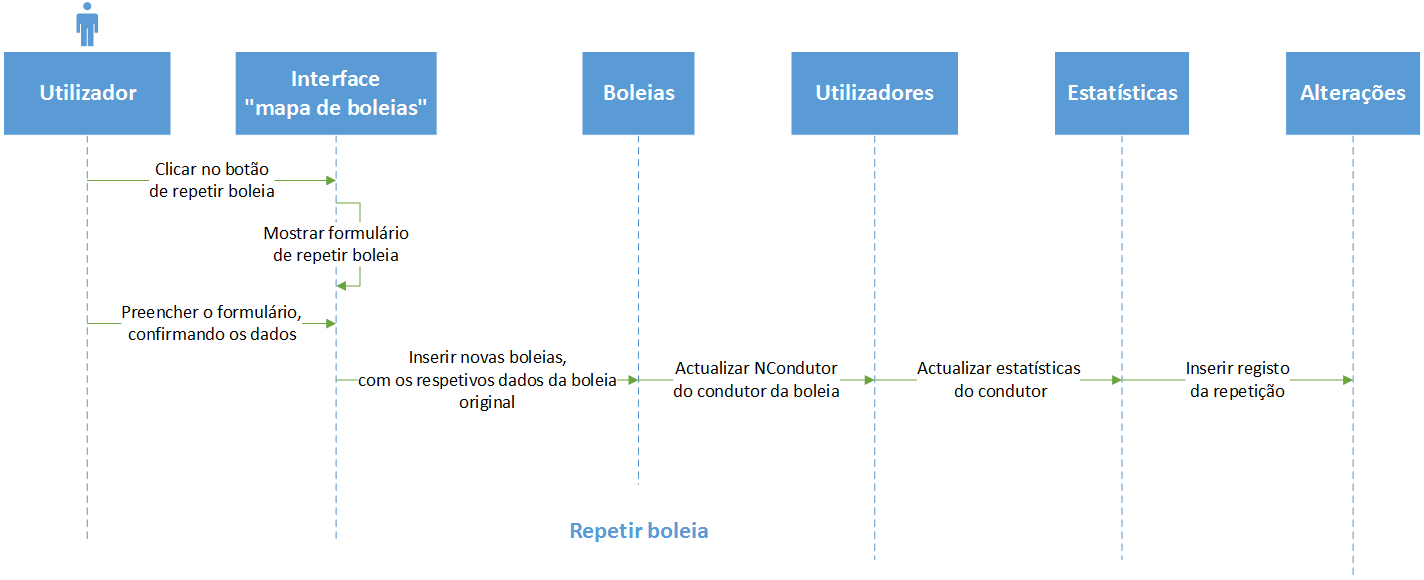 Utilizador
Interface
"mapa de boleias"
Boleias
Utilizadores
Estatísticas
Alterações
Clicar no botão
de repetir boleia
Mostrar formulário
de repetir boleia
Preencher o formulário,
confirmando os dados
Inserir novas boleias,
com os respetivos dados da boleia
original
Actualizar NCondutor
do condutor da boleia
Actualizar estatísticas
do condutor
Inserir registo
da repetição
Repetir boleia